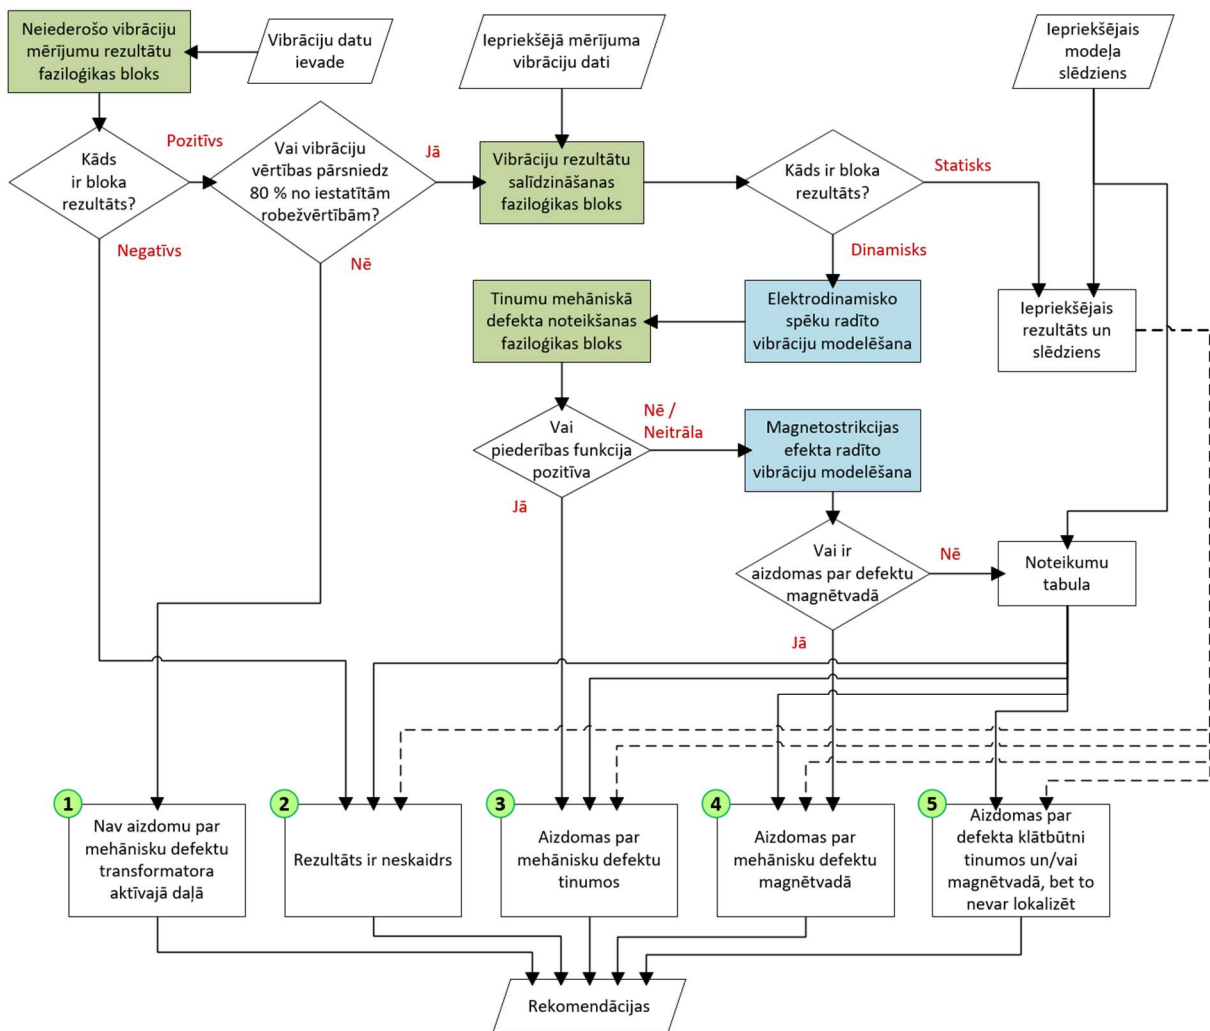 Neiederošo vibrāciju
mērījumu rezultātu
faziloģikas bloks
Vibrāciju datu
ievade
Iepriekšējā mērījuma
vibrāciju dati
Iepriekšējais
modeļa
slēdziens
Kāds
ir bloka
rezultāts?
Pozitīvs
Negatīvs
Vai vibrāciju
vērtības pārsniedz
80 % no iestatītām
robežvērtībām?
Jā
Nē
Vibrāciju rezultātu
salīdzināšanas
faziloģikas bloks
Kāds ir bloka
rezultāts?
Statisks
Dinamisks
Tinumu mehāniskā
defekta noteikšanas
faziloģikas bloks
Elektrodinamisko
spēku radīto
vibrāciju modelēšana
Iepriekšējais
rezultāts un
slēdziens
Vai
piederības funkcija
pozitīva
Nē /
Neitrāla
Jā
Magnetostrikcijas
efekta radīto
vibrāciju modelēšana
Vai ir
aizdomas par defektu
magnētvadā
Nē
Jā
Noteikumu
tabula
1
Nav aizdomu par
mehānisku defektu
transformatora
aktīvajā daļā
2
Rezultāts ir neskaidrs
3
Aizdomas par
mehānisku defektu
tinumos
4
Aizdomas par
mehānisku defektu
magnētvadā
5
Aizdomas par
defekta klātbūtni
tinumos un/vai
magnētvadā, bet to
nevar lokalizēt
Rekomendācijas